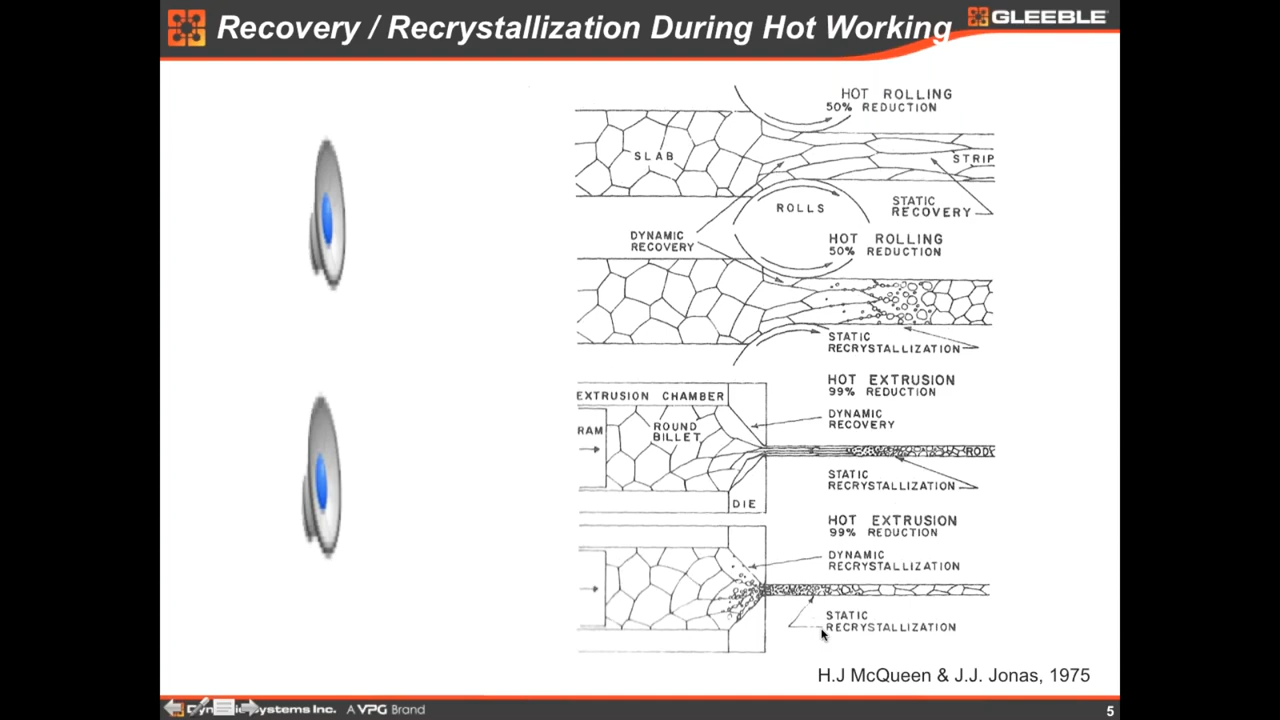 Recovery / Recrystallization During Hot Working
GLEEBLE
HOT ROLLING
50% REDUCTION
SLAB
STRIP
ROLLS
STATIC
RECOVERY
DYNAMIC
RECOVERY
HOT ROLLING
50% REDUCTION
STATIC
RECRYSTALLIZATION
HOT EXTRUSION
99% REDUCTION
EXTRUSION CHAMBER
DYNAMIC
RECOVERY
RAM
ROUND
BILLET
ROD
STATIC
RECRYSTALLIZATION
DIE
HOT EXTRUSION
99% REDUCTION
DYNAMIC
RECRYSTALLIZATION
STATIC
RECRYSTALLIZATION
H.J McQueen & J.J. Jonas, 1975
Systems Inc. A VPG Brand
5